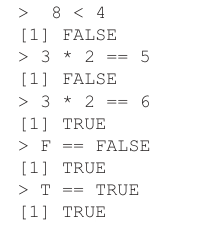 >  8 < 4
[1] FALSE
> 3 * 2 == 5
[1] FALSE
> 3 * 2 == 6
[1] TRUE
> F == FALSE
[1] TRUE
> T == TRUE
[1] TRUE